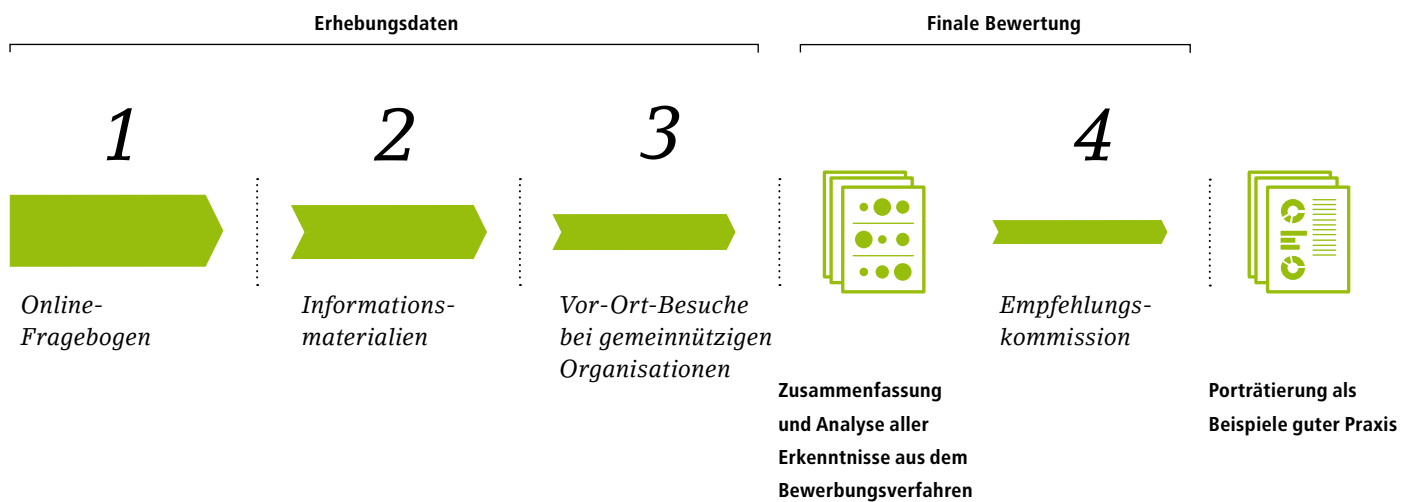 Erhebungsdaten
Finale Bewertung
1
2
3
4
Online-
Fragebogen
Informations-
materialien
Vor-Ort-Besuche
bei gemeinnützigen
Organisationen
Empfehlungs-
kommission
Zusammenfassung
und Analyse aller
Erkenntnisse aus dem
Bewerbungsverfahren
Porträtierung als
Beispiele guter Praxis